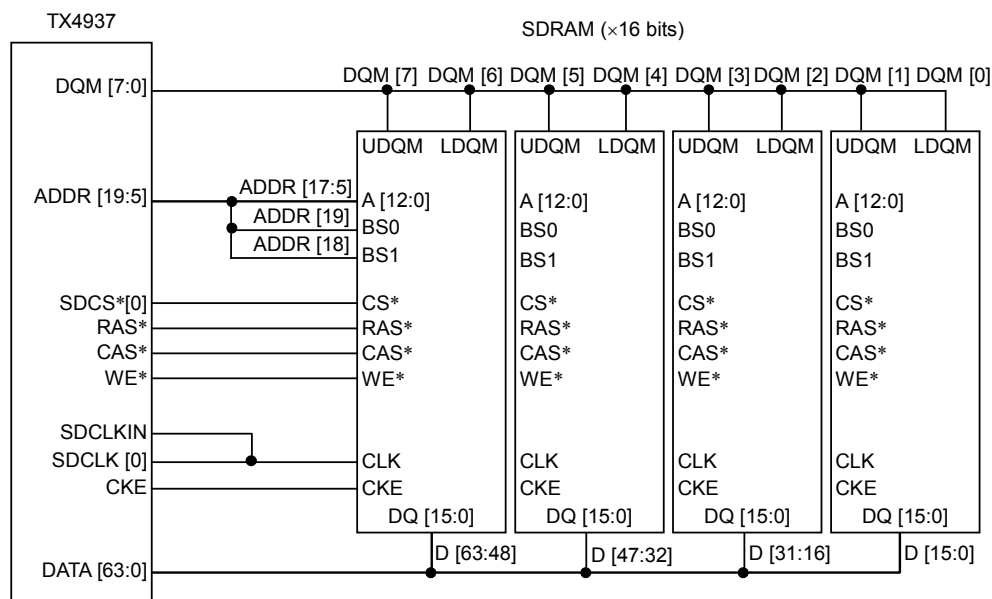 TX4937
SDRAM (×16 bits)
DQM [7:0]
DQM [7] DQM [6] DQM [5] DQM [4] DQM [3] DQM [2] DQM [1] DQM [0]
UDQM LDQM UDQM LDQM UDQM LDQM UDQM LDQM
ADDR [19:5] ADDR [17:5] A [12:0] A [12:0] A [12:0] A [12:0]
ADDR [19] BS0 BS0 BS0 BS0
ADDR [18] BS1 BS1 BS1 BS1
SDCS*[0] CS* CS* CS* CS*
RAS* RAS* RAS* RAS* RAS*
CAS* CAS* CAS* CAS* CAS*
WE* WE* WE* WE* WE*
SDCLKIN
SDCLK [0] CLK CLK CLK CLK
CKE CKE CKE CKE CKE
DQ [15:0] DQ [15:0] DQ [15:0] DQ [15:0]
D [63:48] D [47:32] D [31:16] D [15:0]
DATA [63:0]